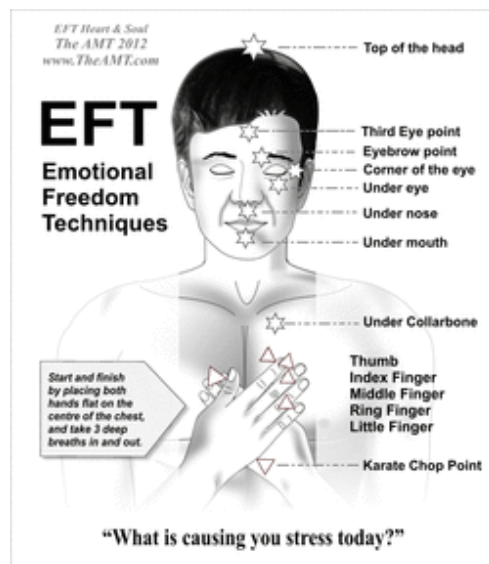 EFT Heart & Soul
The AMT 2012
www.TheAMT.com
EFT
Emotional
Freedom
Techniques
Top of the head
Third Eye point
Eyebrow point
Corner of the eye
Under eye
Under nose
Under mouth
Under Collarbone
Thumb
Index Finger
Middle Finger
Ring Finger
Little Finger
Karate Chop Point
Start and finish
by placing both
hands flat on the
centre of the chest,
and take 3 deep
breaths in and out.
“What is causing you stress today?”